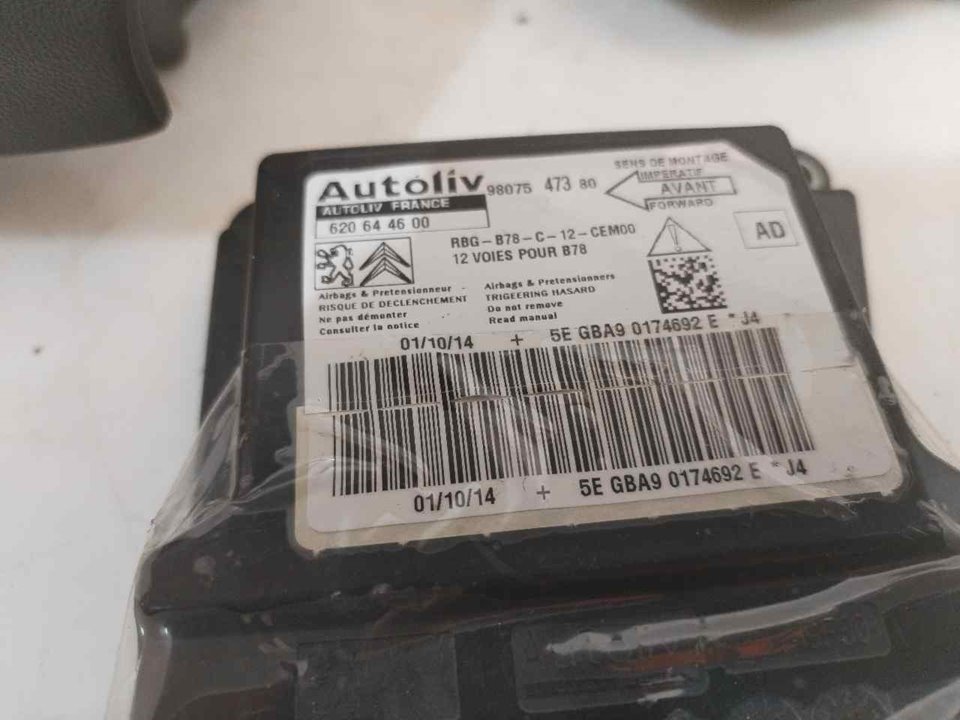 Autoliv 98075 473 80
SENS DE MONTAGE
IMPERATIF
AVANT
FORWARD
AUTOLIV FRANCE
620 64 46 00
RBG-B78-C-12-CEM00
12 VOIES POUR B78
AD
Airbags & Pretensionneur
RISQUE DE DECLENCHEMENT
Ne pas démonter
Consulter la notice
Airbags & Pretensionners
TRIGEERING HASARD
Do not remove
Read manual
01/10/14 + 5E GBA9 0174692 E * J4
01/10/14 + 5E GBA9 0174692 E * J4